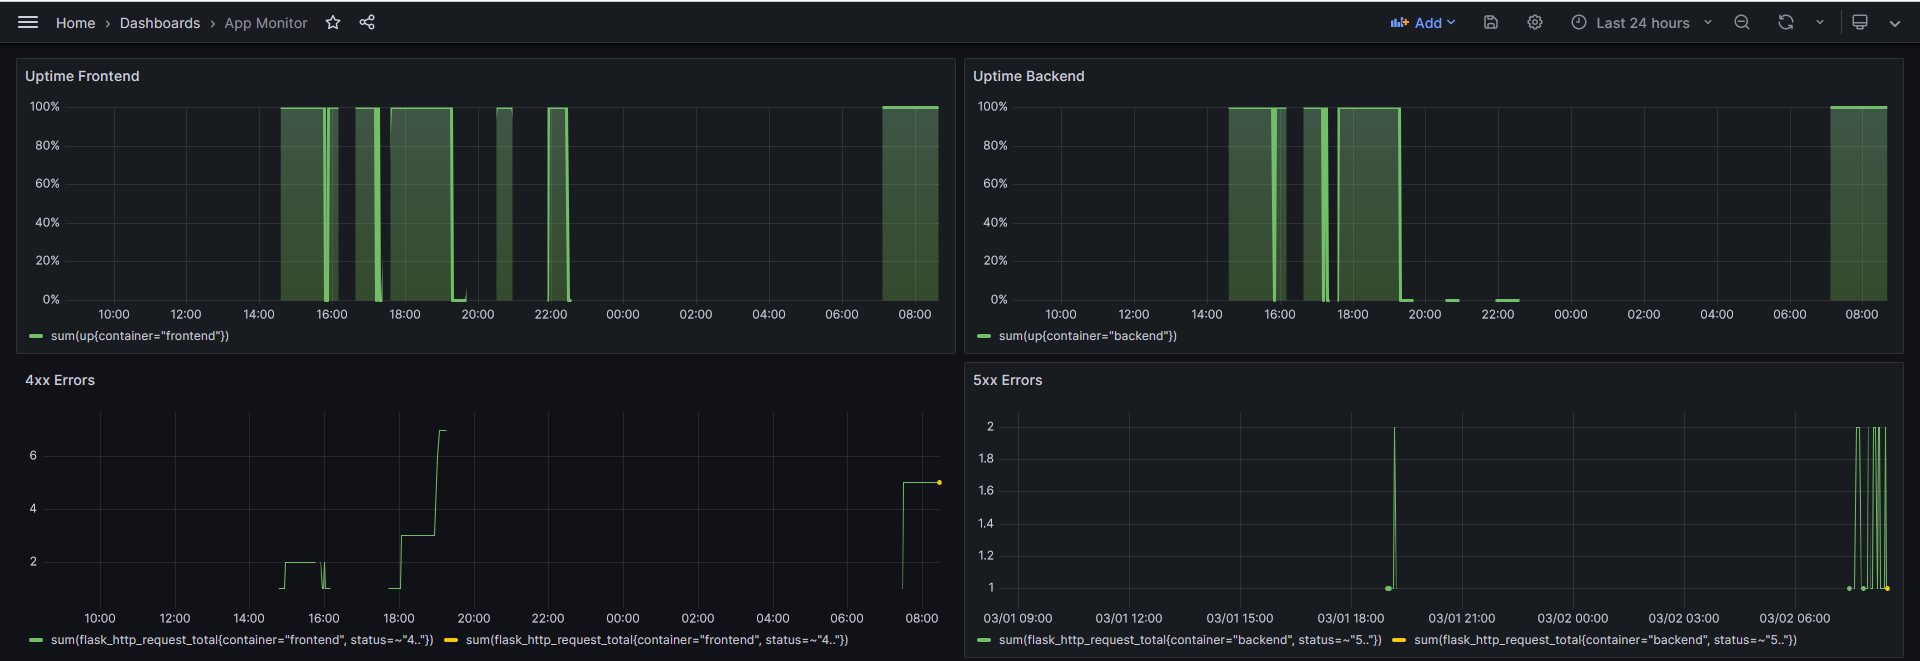 Home › Dashboards › App Monitor
Add
Last 24 hours
Uptime Frontend
100%
80%
60%
40%
20%
0%
10:00 12:00 14:00 16:00 18:00 20:00 22:00 00:00 02:00 04:00 06:00 08:00
sum(up{container="frontend"})
Uptime Backend
100%
80%
60%
40%
20%
0%
10:00 12:00 14:00 16:00 18:00 20:00 22:00 00:00 02:00 04:00 06:00 08:00
sum(up{container="backend"})
4xx Errors
6
4
2
10:00 12:00 14:00 16:00 18:00 20:00 22:00 00:00 02:00 04:00 06:00 08:00
sum(flask_http_request_total{container="frontend", status=~"4.."}) sum(flask_http_request_total{container="frontend", status=~"4.."})
5xx Errors
2
1.8
1.6
1.4
1.2
1
03/01 09:00 03/01 12:00 03/01 15:00 03/01 18:00 03/01 21:00 03/02 00:00 03/02 03:00 03/02 06:00
sum(flask_http_request_total{container="backend", status=~"5.."}) sum(flask_http_request_total{container="backend", status=~"5.."})